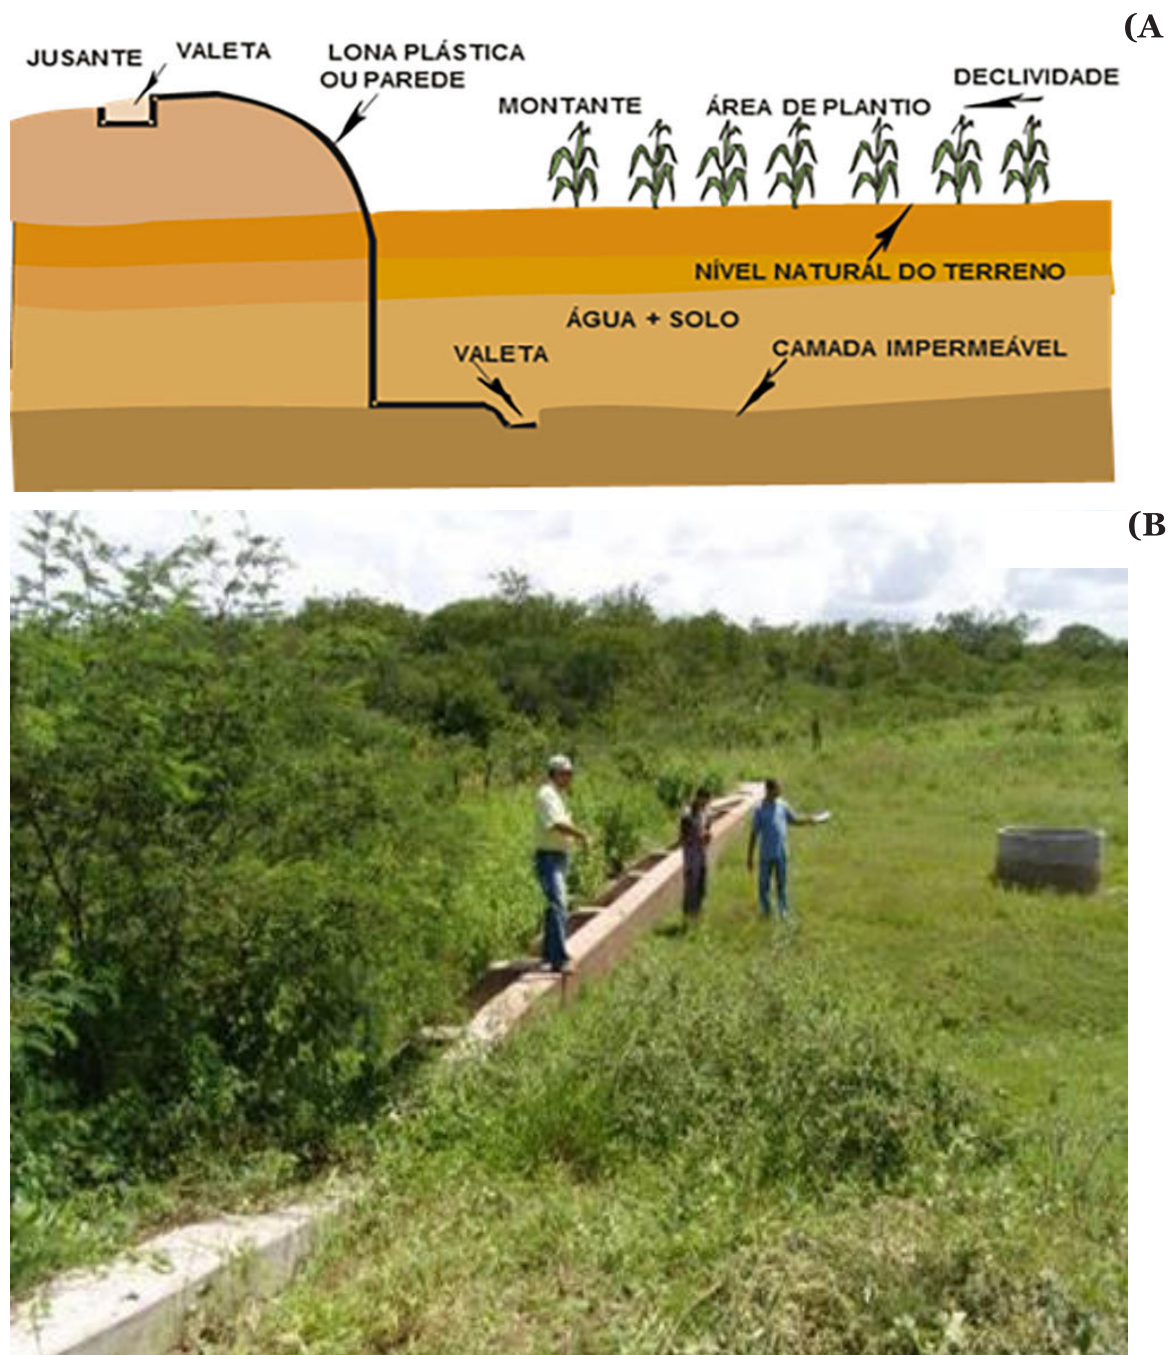 (A
JUSANTE
VALETA
LONA PLÁSTICA
OU PAREDE
MONTANTE
ÁREA DE PLANTIO
DECLIVIDADE
NÍVEL NATURAL DO TERRENO
ÁGUA + SOLO
VALETA
CAMADA IMPERMEÁVEL
(B